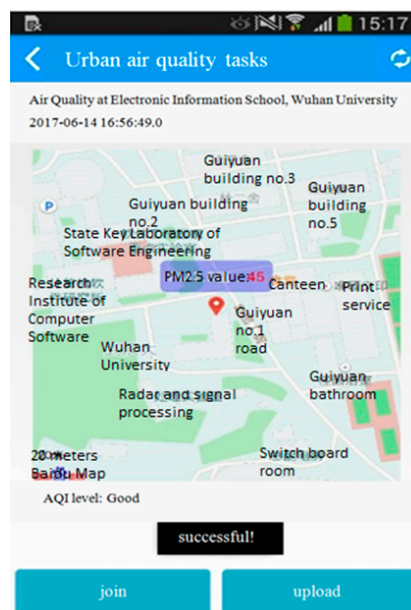 15:17
Urban air quality tasks
Air Quality at Electronic Information School, Wuhan University
2017-06-14 16:56:49.0
Guiyuan
building no.3
Guiyuan
building
no.5
Guiyuan building
no.2
P
State Key Laboratory of
Software Engineering
PM2.5 value:45
Canteen
Print
service
Research
Institute of
Computer
Software
Guiyuan
no.1
road
Wuhan
University
Guiyuan
bathroom
Radar and signal
processing
20 meters
Baidu Map
Switch board
room
AQI level: Good
successful!
join
upload